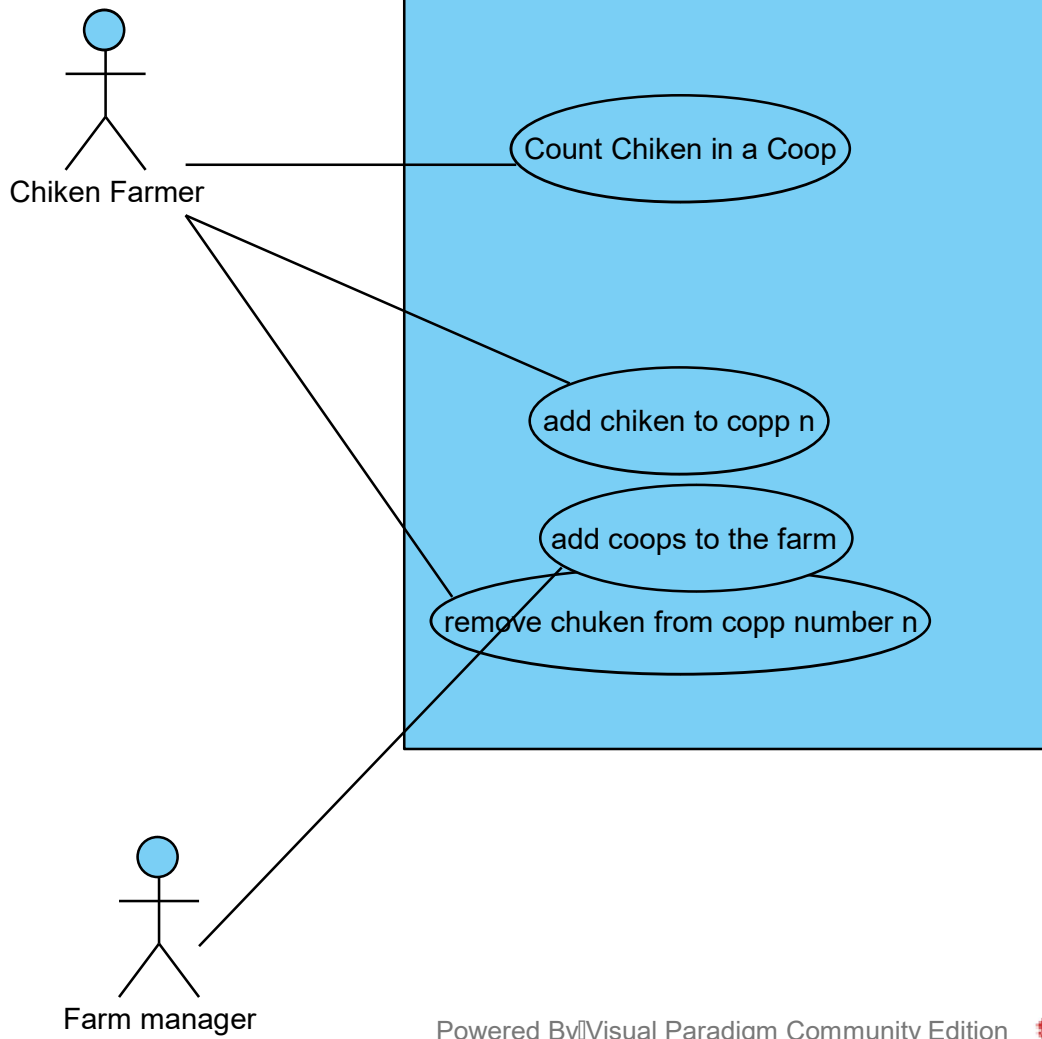 Chiken Farmer
Count Chiken in a Coop
add chiken to copp n
add coops to the farm
remove chuken from copp number n
Farm manager
Powered By Visual Paradigm Community Edition